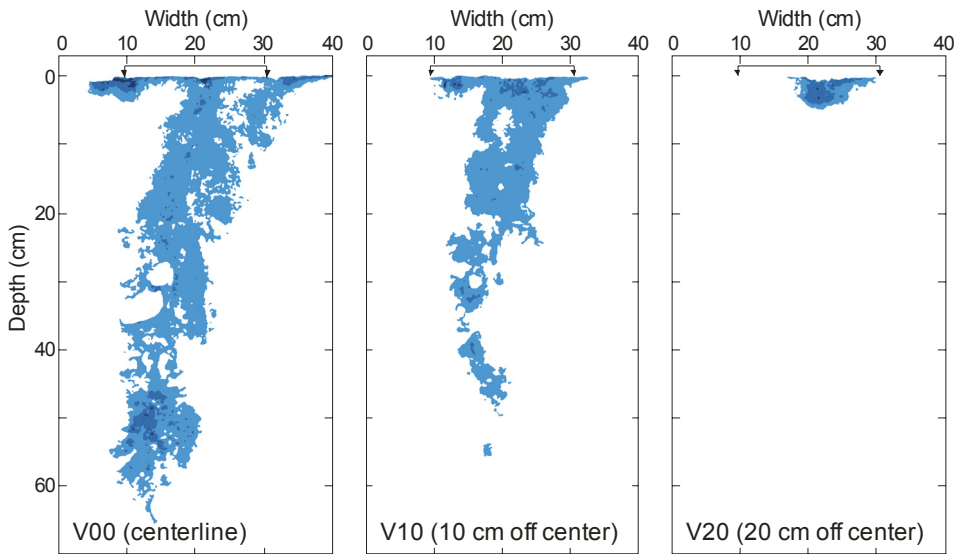 Width (cm) Width (cm) Width (cm)
0 10 20 30 40 0 10 20 30 40 0 10 20 30 40
0
20
40
60
Depth (cm)
V00 (centerline) V10 (10 cm off center) V20 (20 cm off center)